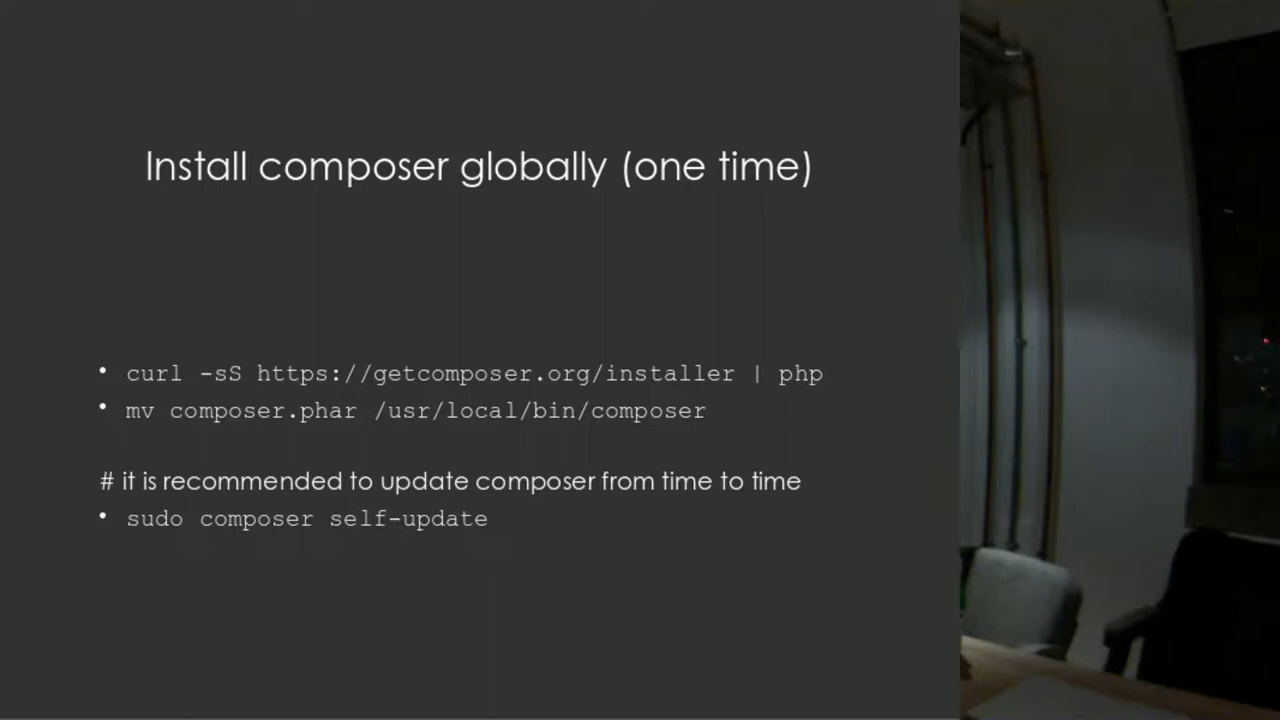 Install composer globally (one time)
• curl -sS https://getcomposer.org/installer | php
• mv composer.phar /usr/local/bin/composer
# it is recommended to update composer from time to time
• sudo composer self-update